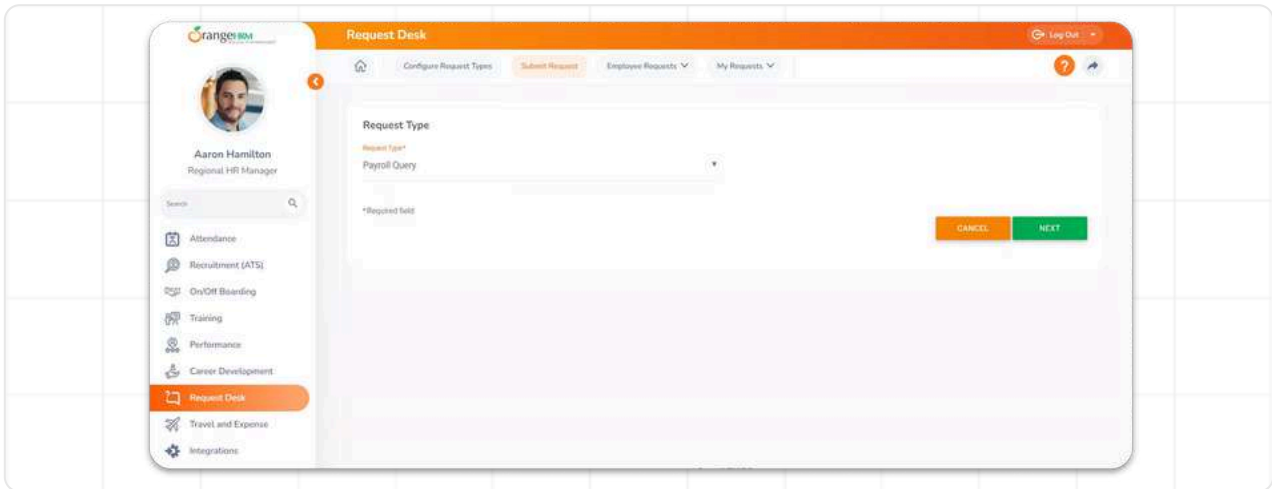 OrangeHRM
Request Desk
Log Out
Configure Request Types
Submit Request
Employee Requests
My Requests
?
Aaron Hamilton
Regional HR Manager
Search
Attendance
Recruitment (ATS)
On/Off Boarding
Training
Performance
Career Development
Request Desk
Travel and Expense
Integrations
Request Type
Request Type*
Payroll Query
*Required field
CANCEL
NEXT